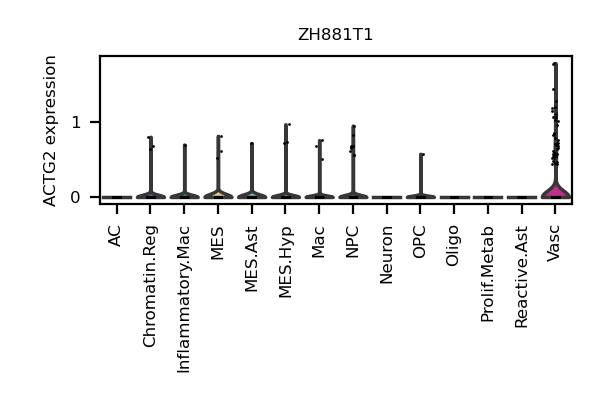 ZH881T1
ACTG2 expression
1
0
AC
Chromatin.Reg
Inflammatory.Mac
MES
MES.Ast
MES.Hyp
Mac
NPC
Neuron
OPC
Oligo
Prolif.Metab
Reactive.Ast
Vasc